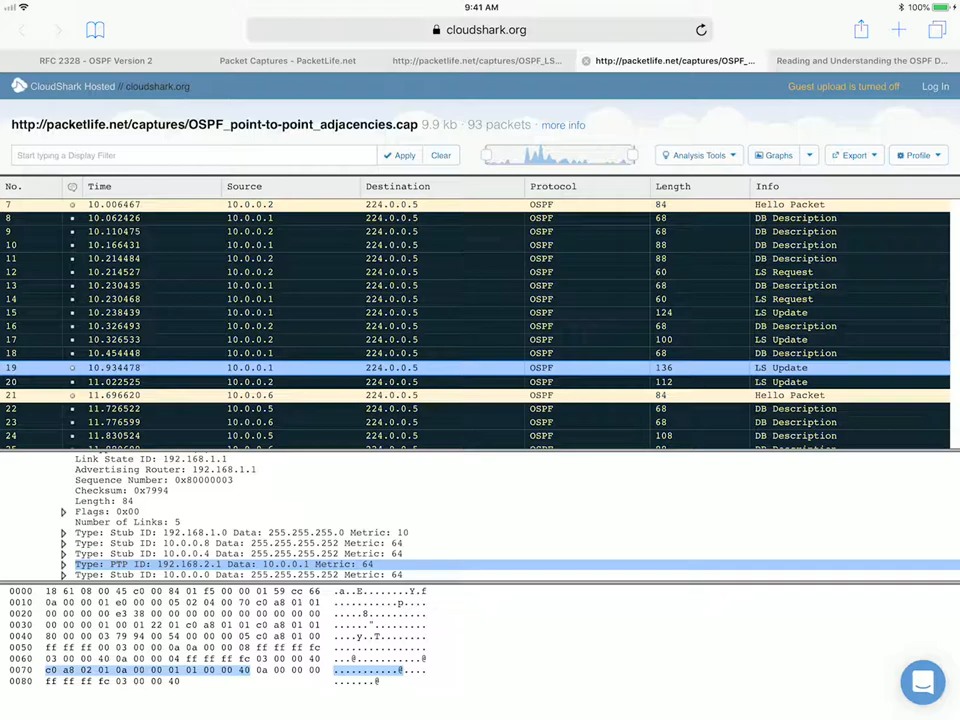 9:41 AM
100%
cloudshark.org
RFC 2328 - OSPF Version 2
Packet Captures - PacketLife.net
http://packetlife.net/captures/OSPF_LS...
http://packetlife.net/captures/OSPF_...
Reading and Understanding the OSPF D...
CloudShark Hosted // cloudshark.org
Guest upload is turned off
Log In
http://packetlife.net/captures/OSPF_point-to-point_adjacencies.cap 9.9 kb · 93 packets · more info
Start typing a Display Filter
Apply
Clear
Analysis Tools
Graphs
Export
Profile
No. Time Source Destination Protocol Length Info
7 10.006467 10.0.0.2 224.0.0.5 OSPF 84 Hello Packet
8 10.062426 10.0.0.1 224.0.0.5 OSPF 68 DB Description
9 10.110475 10.0.0.2 224.0.0.5 OSPF 68 DB Description
10 10.166431 10.0.0.1 224.0.0.5 OSPF 88 DB Description
11 10.214484 10.0.0.2 224.0.0.5 OSPF 88 DB Description
12 10.214527 10.0.0.2 224.0.0.5 OSPF 60 LS Request
13 10.230435 10.0.0.1 224.0.0.5 OSPF 68 DB Description
14 10.230468 10.0.0.1 224.0.0.5 OSPF 60 LS Request
15 10.238439 10.0.0.1 224.0.0.5 OSPF 124 LS Update
16 10.326493 10.0.0.2 224.0.0.5 OSPF 68 DB Description
17 10.326533 10.0.0.2 224.0.0.5 OSPF 100 LS Update
18 10.454448 10.0.0.1 224.0.0.5 OSPF 68 DB Description
19 10.934478 10.0.0.1 224.0.0.5 OSPF 136 LS Update
20 11.022525 10.0.0.2 224.0.0.5 OSPF 112 LS Update
21 11.696620 10.0.0.6 224.0.0.5 OSPF 84 Hello Packet
22 11.726522 10.0.0.5 224.0.0.5 OSPF 68 DB Description
23 11.776599 10.0.0.6 224.0.0.5 OSPF 68 DB Description
24 11.830524 10.0.0.5 224.0.0.5 OSPF 108 DB Description
Link State ID: 192.168.1.1
Advertising Router: 192.168.1.1
Sequence Number: 0x80000003
Checksum: 0x7994
Length: 84
Flags: 0x00
Number of Links: 5
Type: Stub ID: 192.168.1.0 Data: 255.255.255.0 Metric: 10
Type: Stub ID: 10.0.0.8 Data: 255.255.255.252 Metric: 64
Type: Stub ID: 10.0.0.4 Data: 255.255.255.252 Metric: 64
Type: PTP ID: 192.168.2.1 Data: 10.0.0.1 Metric: 64
Type: Stub ID: 10.0.0.0 Data: 255.255.255.252 Metric: 64
0000 18 61 08 00 45 c0 00 84 01 f5 00 00 01 59 cc 66 .a..E........Y.f
0010 0a 00 00 01 e0 00 00 05 02 04 00 70 c0 a8 01 01 ...........p....
0020 00 00 00 00 e3 38 00 00 00 00 00 00 00 00 00 00 .....8..........
0030 00 00 00 01 00 01 22 01 c0 a8 01 01 c0 a8 01 01 ......".........
0040 80 00 00 03 79 94 00 54 00 00 00 05 c0 a8 01 00 ....y..T........
0050 ff ff ff 00 03 00 00 0a 0a 00 00 08 ff ff ff fc ................
0060 03 00 00 40 0a 00 00 04 ff ff ff fc 03 00 00 40 ...@...........@
0070 c0 a8 02 01 0a 00 00 01 01 00 00 40 0a 00 00 00 ...........@....
0080 ff ff ff fc 03 00 00 40 .......@